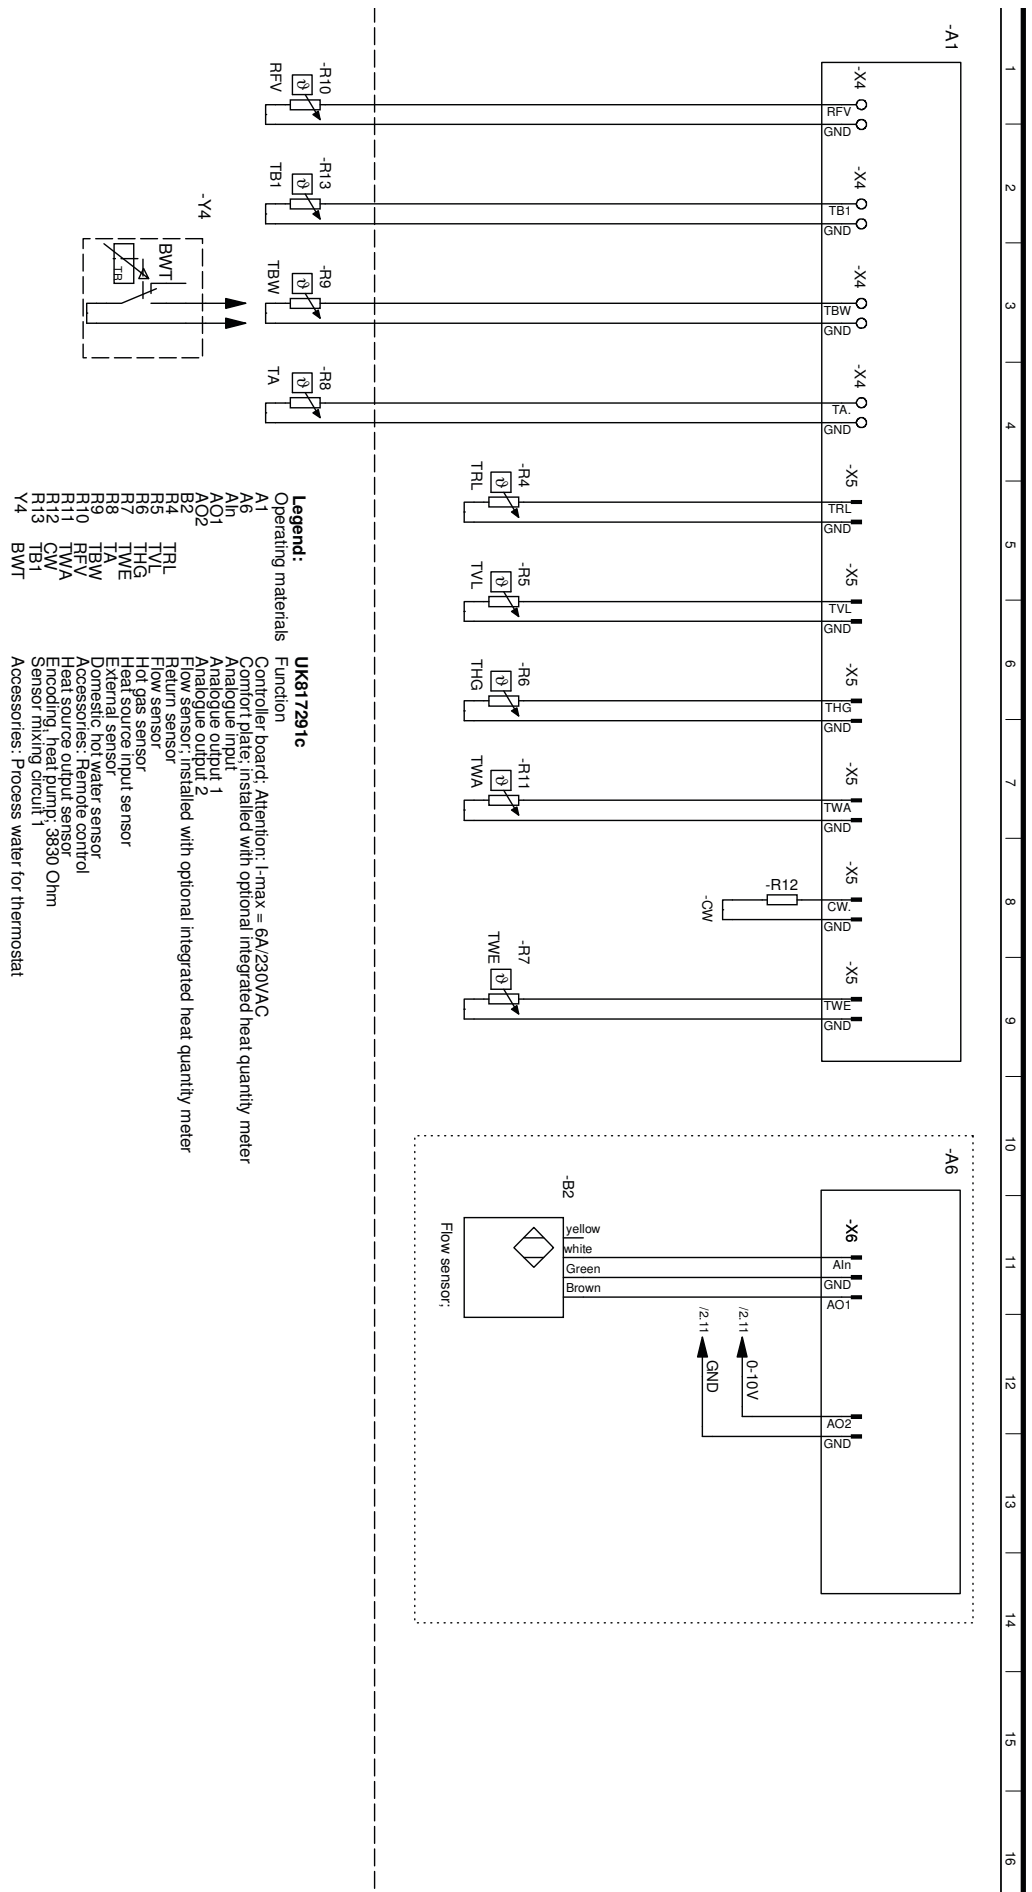 1
2
3
4
5
6
7
8
9
10
11
12
13
14
15
16
-A1
-X4
RFV
GND
-X4
TB1
GND
-X4
TBW
GND
-X4
TA.
GND
-X5
TRL
GND
-X5
TVL
GND
-X5
THG
GND
-X5
TWA
GND
-X5
CW.
GND
-X5
TWE
GND
-R10
ϑ
RFV
-R13
ϑ
TB1
-R9
ϑ
TBW
-R8
ϑ
TA
-R4
ϑ
TRL
-R5
ϑ
TVL
-R6
ϑ
THG
-R11
ϑ
TWA
-R12
-CW
-R7
ϑ
TWE
-Y4
BWT
TR
-A6
-X6
AIn
GND
AO1
AO2
GND
-B2
yellow
white
Green
Brown
Flow sensor;
0-10V
/2.11
GND
/2.11
Legend: UK817291c
Operating materials Function
A1 Controller board; Attention: I-max = 6A/230VAC
A6 Comfort plate; installed with optional integrated heat quantity meter
AIn Analogue input
AO1 Analogue output 1
AO2 Analogue output 2
B2 Flow sensor; installed with optional integrated heat quantity meter
R4 TRL Return sensor
R5 TVL Flow sensor
R6 THG Hot gas sensor
R7 TWE Heat source input sensor
R8 TA External sensor
R9 TBW Domestic hot water sensor
R10 RFV Accessories: Remote control
R11 TWA Heat source output sensor
R12 CW Encoding, heat pump; 3830 Ohm
R13 TB1 Sensor mixing circuit 1
Y4 BWT Accessories: Process water for thermostat